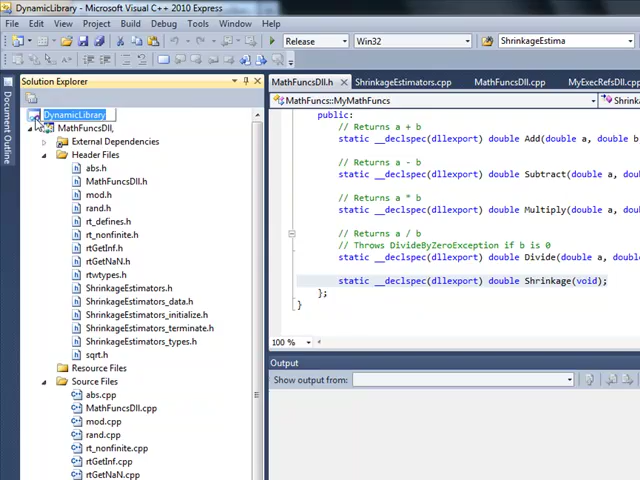 DynamicLibrary - Microsoft Visual C++ 2010 Express
File Edit View Project Build Debug Tools Window Help
Release Win32 ShrinkageEstima
Solution Explorer
Document Outline
DynamicLibrary
MathFuncsDll,
External Dependencies
Header Files
abs.h
MathFuncsDll.h
mod.h
rand.h
rt_defines.h
rt_nonfinite.h
rtGetInf.h
rtGetNaN.h
rtwtypes.h
ShrinkageEstimators.h
ShrinkageEstimators_data.h
ShrinkageEstimators_initialize.h
ShrinkageEstimators_terminate.h
ShrinkageEstimators_types.h
sqrt.h
Resource Files
Source Files
abs.cpp
MathFuncsDll.cpp
mod.cpp
rand.cpp
rt_nonfinite.cpp
rtGetInf.cpp
rtGetNaN.cpp
MathFuncsDll.h ShrinkageEstimators.cpp MathFuncsDll.cpp MyExecRefsDll.cpp Shrin
MathFuncs::MyMathFuncs Shrin
public:
// Returns a + b
static __declspec(dllexport) double Add(double a, double b
// Returns a - b
static __declspec(dllexport) double Subtract(double a, dou
// Returns a * b
static __declspec(dllexport) double Multiply(double a, dou
// Returns a / b
// Throws DivideByZeroException if b is 0
static __declspec(dllexport) double Divide(double a, doubl
static __declspec(dllexport) double Shrinkage(void);
};
}
100 %
Output
Show output from: